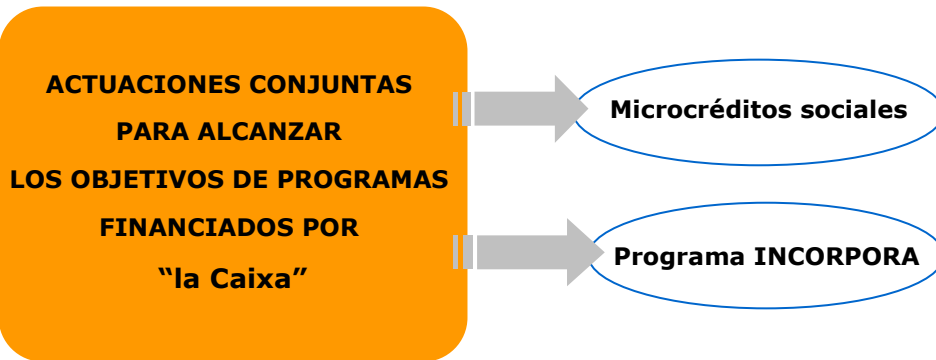 ACTUACIONES CONJUNTAS
PARA ALCANZAR
LOS OBJETIVOS DE PROGRAMAS
FINANCIADOS POR
“la Caixa”
Microcréditos sociales
Programa INCORPORA